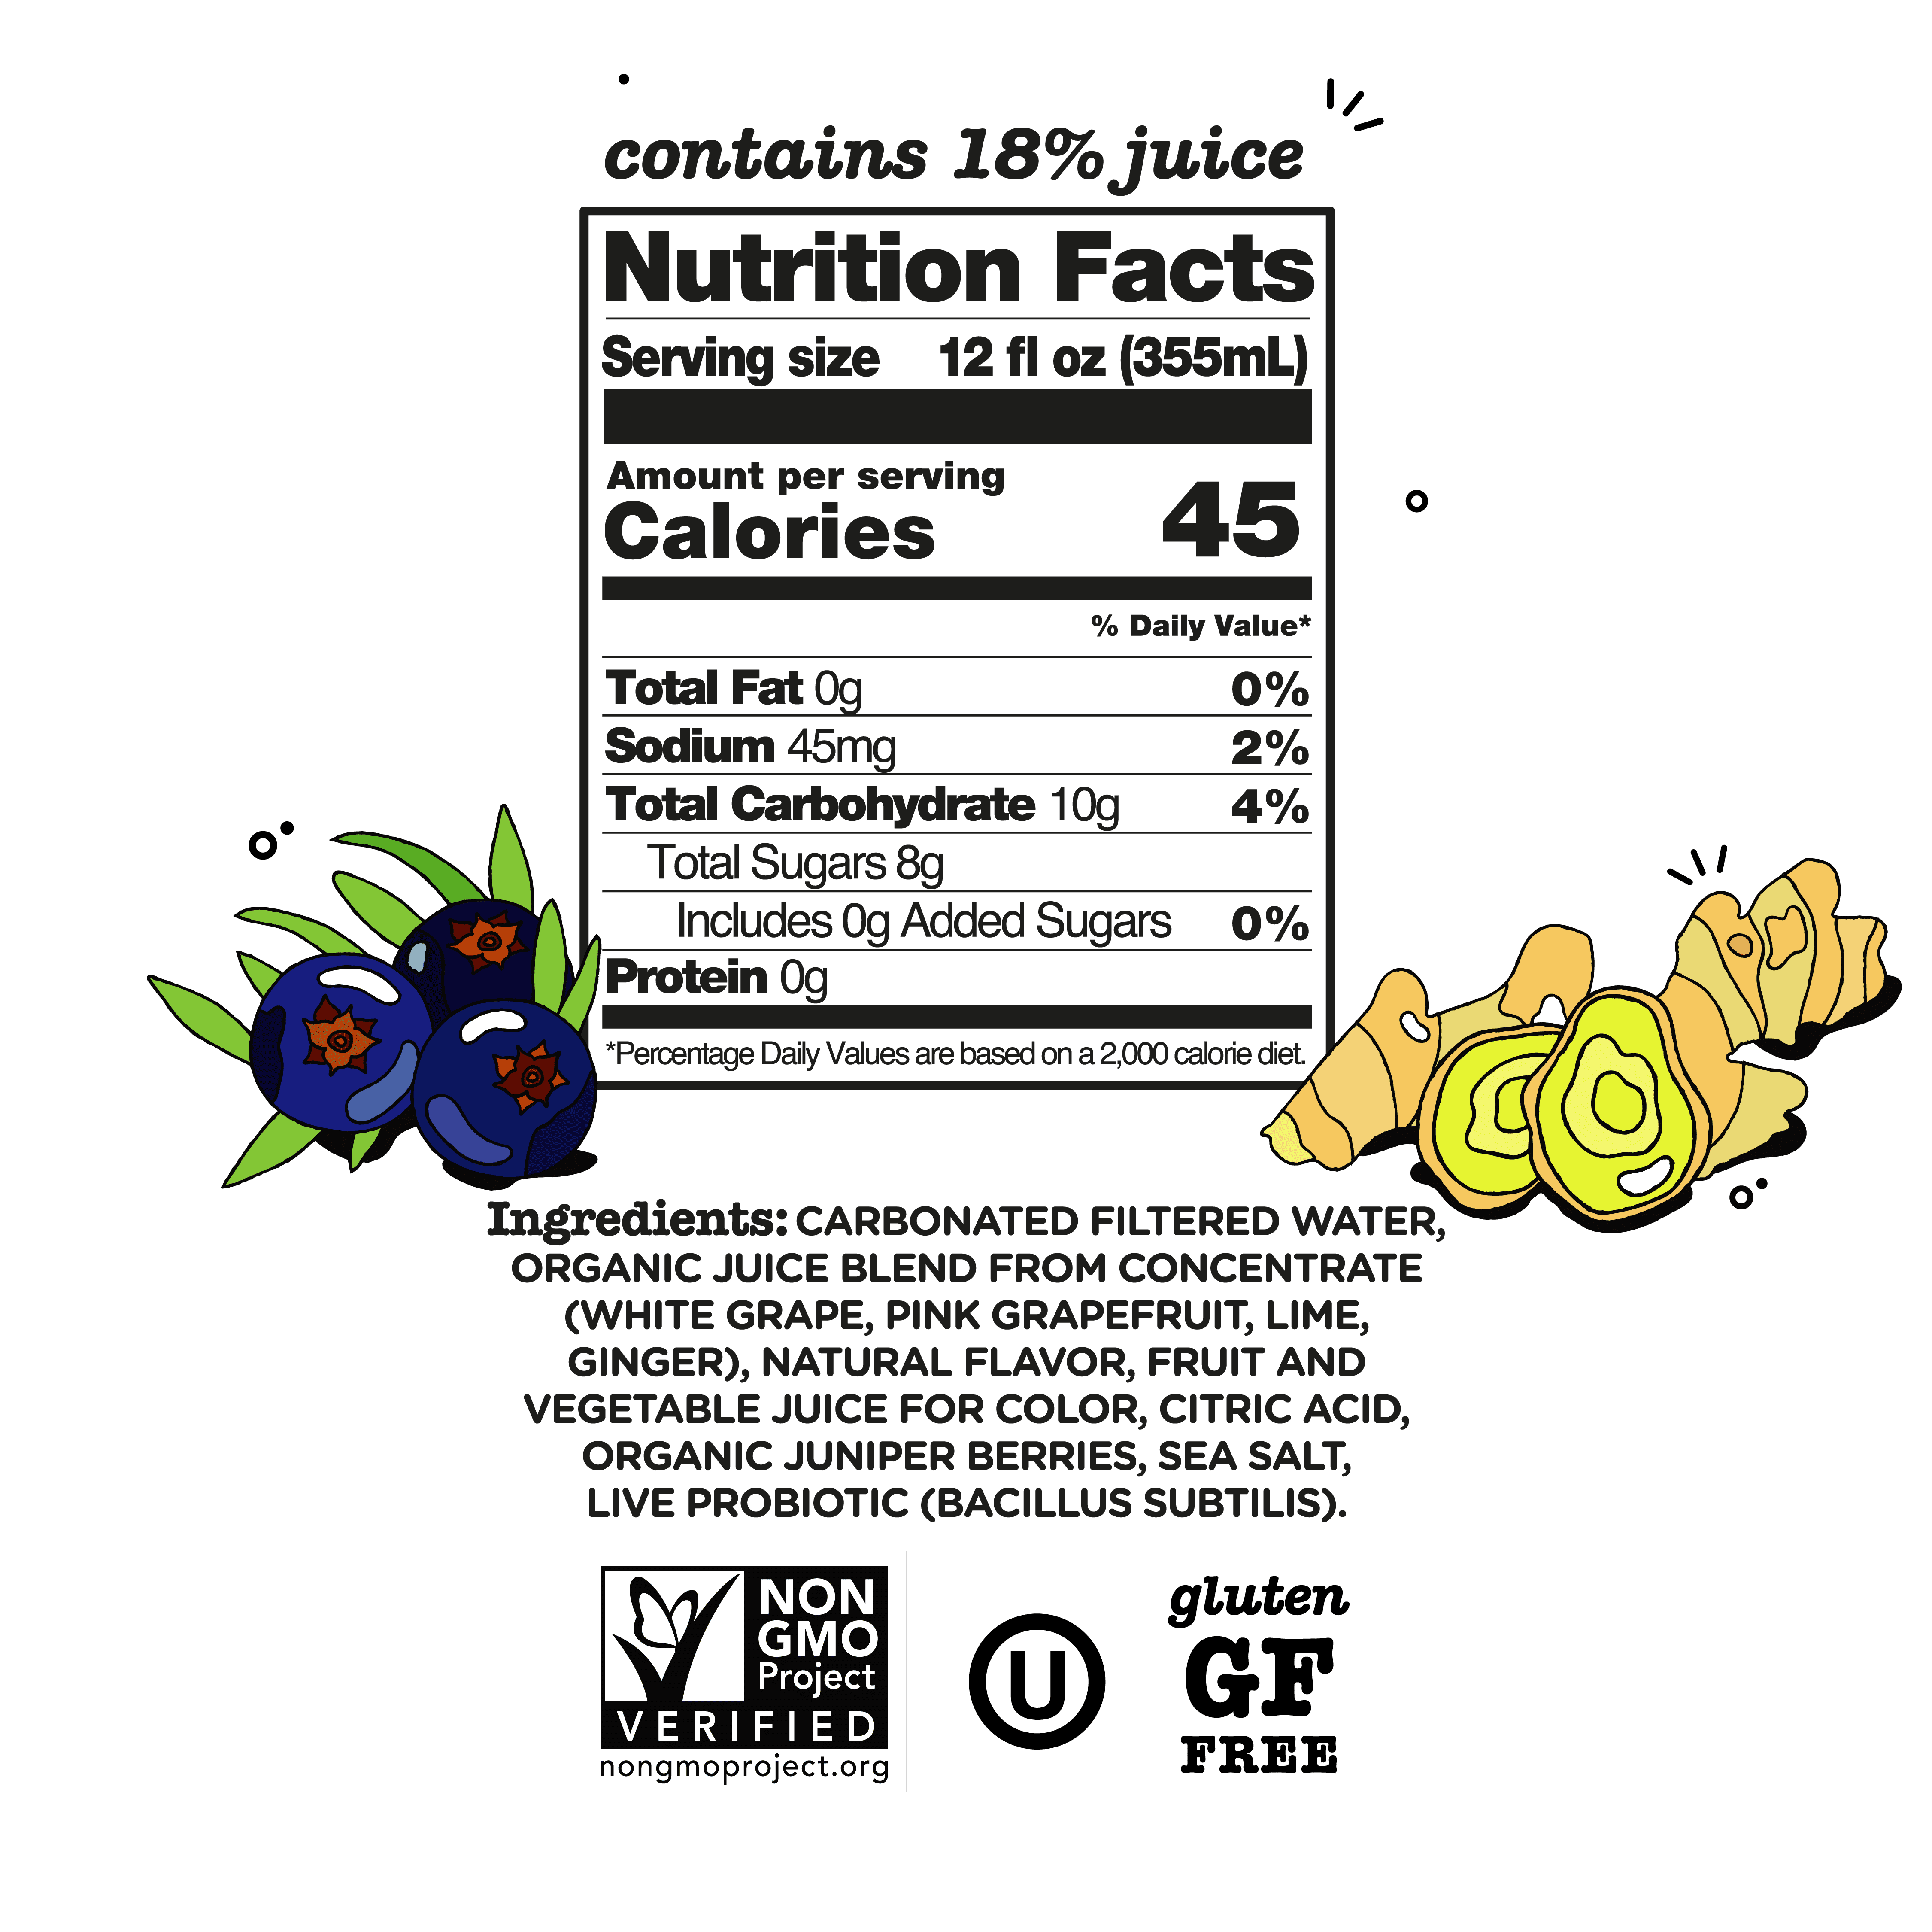 contains 18% juice
Nutrition Facts
Serving size 12 fl oz (355mL)
Amount per serving
Calories 45
% Daily Value*
Total Fat 0g 0%
Sodium 45mg 2%
Total Carbohydrate 10g 4%
Total Sugars 8g
Includes 0g Added Sugars 0%
Protein 0g
*Percentage Daily Values are based on a 2,000 calorie diet.
Ingredients: CARBONATED FILTERED WATER,
ORGANIC JUICE BLEND FROM CONCENTRATE
(WHITE GRAPE, PINK GRAPEFRUIT, LIME,
GINGER), NATURAL FLAVOR, FRUIT AND
VEGETABLE JUICE FOR COLOR, CITRIC ACID,
ORGANIC JUNIPER BERRIES, SEA SALT,
LIVE PROBIOTIC (BACILLUS SUBTILIS).
NON
GMO
Project
VERIFIED
nongmoproject.org
U
gluten
GF
FREE